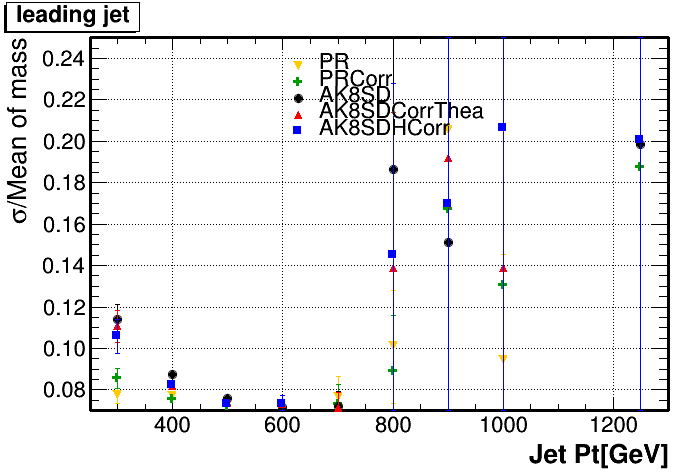 leading jet
σ/Mean of mass
0.24
0.22
0.20
0.18
0.16
0.14
0.12
0.10
0.08
PR
PRCorr
AK8SD
AK8SDCorrThea
AK8SDHCorr
400 600 800 1000 1200
Jet Pt[GeV]